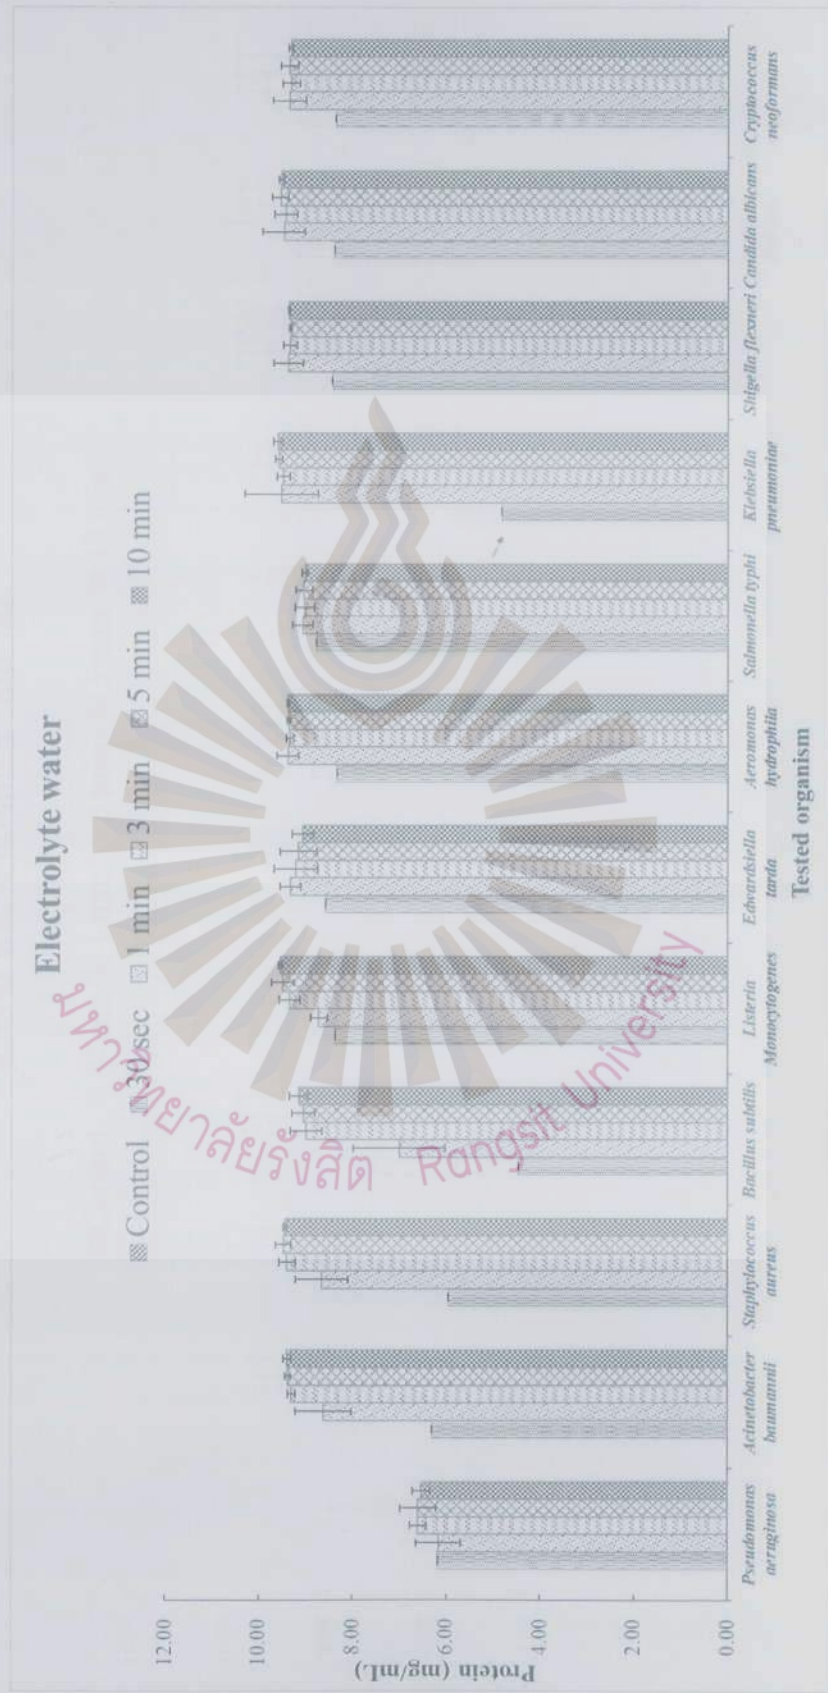 Electrolyte water
Control 30 sec 1 min 3 min 5 min 10 min
12.00
10.00
8.00
6.00
4.00
2.00
0.00
Protein (mg/mL)
Pseudomonas
aeruginosa
Acinetobacter
baumannii
Staphylococcus
aureus
Bacillus subtilis
Listeria
Monocytogenes
Edwardsiella
tarda
Aeromonas
hydrophila
Salmonella typhi
Klebsiella
pneumoniae
Shigella flexneri
Candida albicans
Cryptococcus
neoformans
Tested organism
มหาวิทยาลัยรังสิต Rangsit University